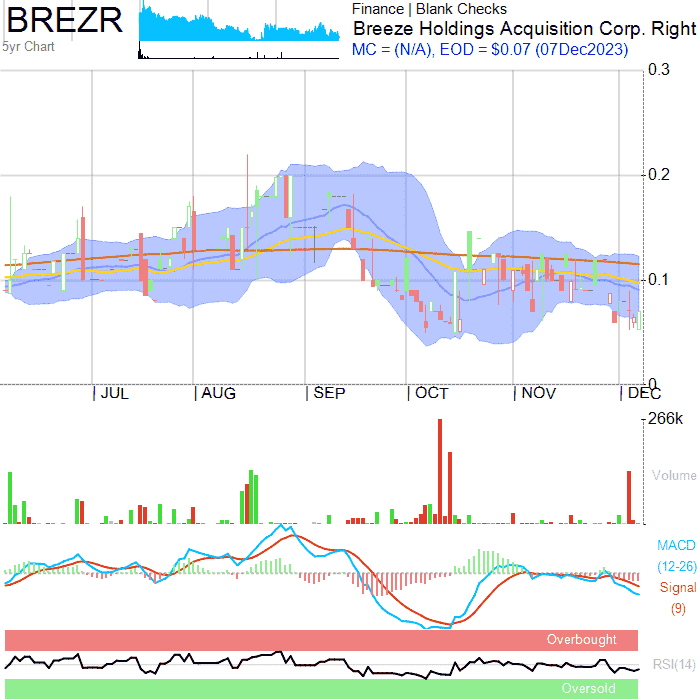 BREZR
5yr Chart
Finance | Blank Checks
Breeze Holdings Acquisition Corp. Right
MC = (N/A), EOD = $0.07 (07Dec2023)
0.3
0.2
0.1
0
JUL AUG SEP OCT NOV DEC
266k
Volume
MACD
(12-26)
Signal
(9)
Overbought
RSI(14)
Oversold